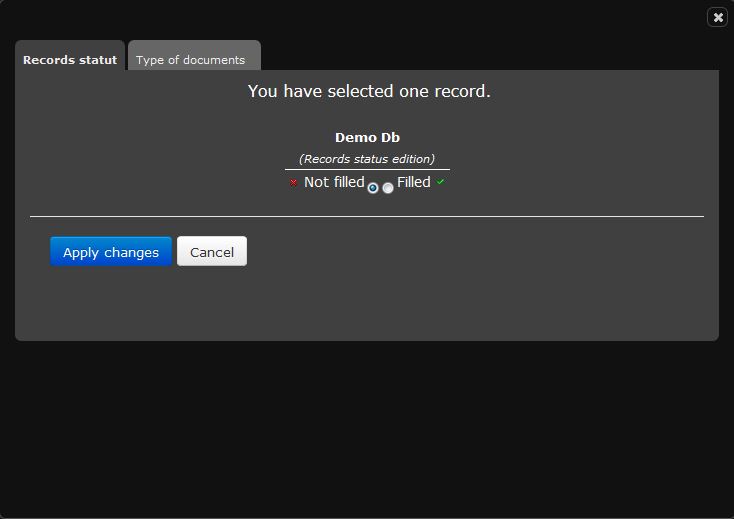 Records statut Type of documents
You have selected one record.
Demo Db
(Records status edition)
Not filled Filled
Apply changes Cancel